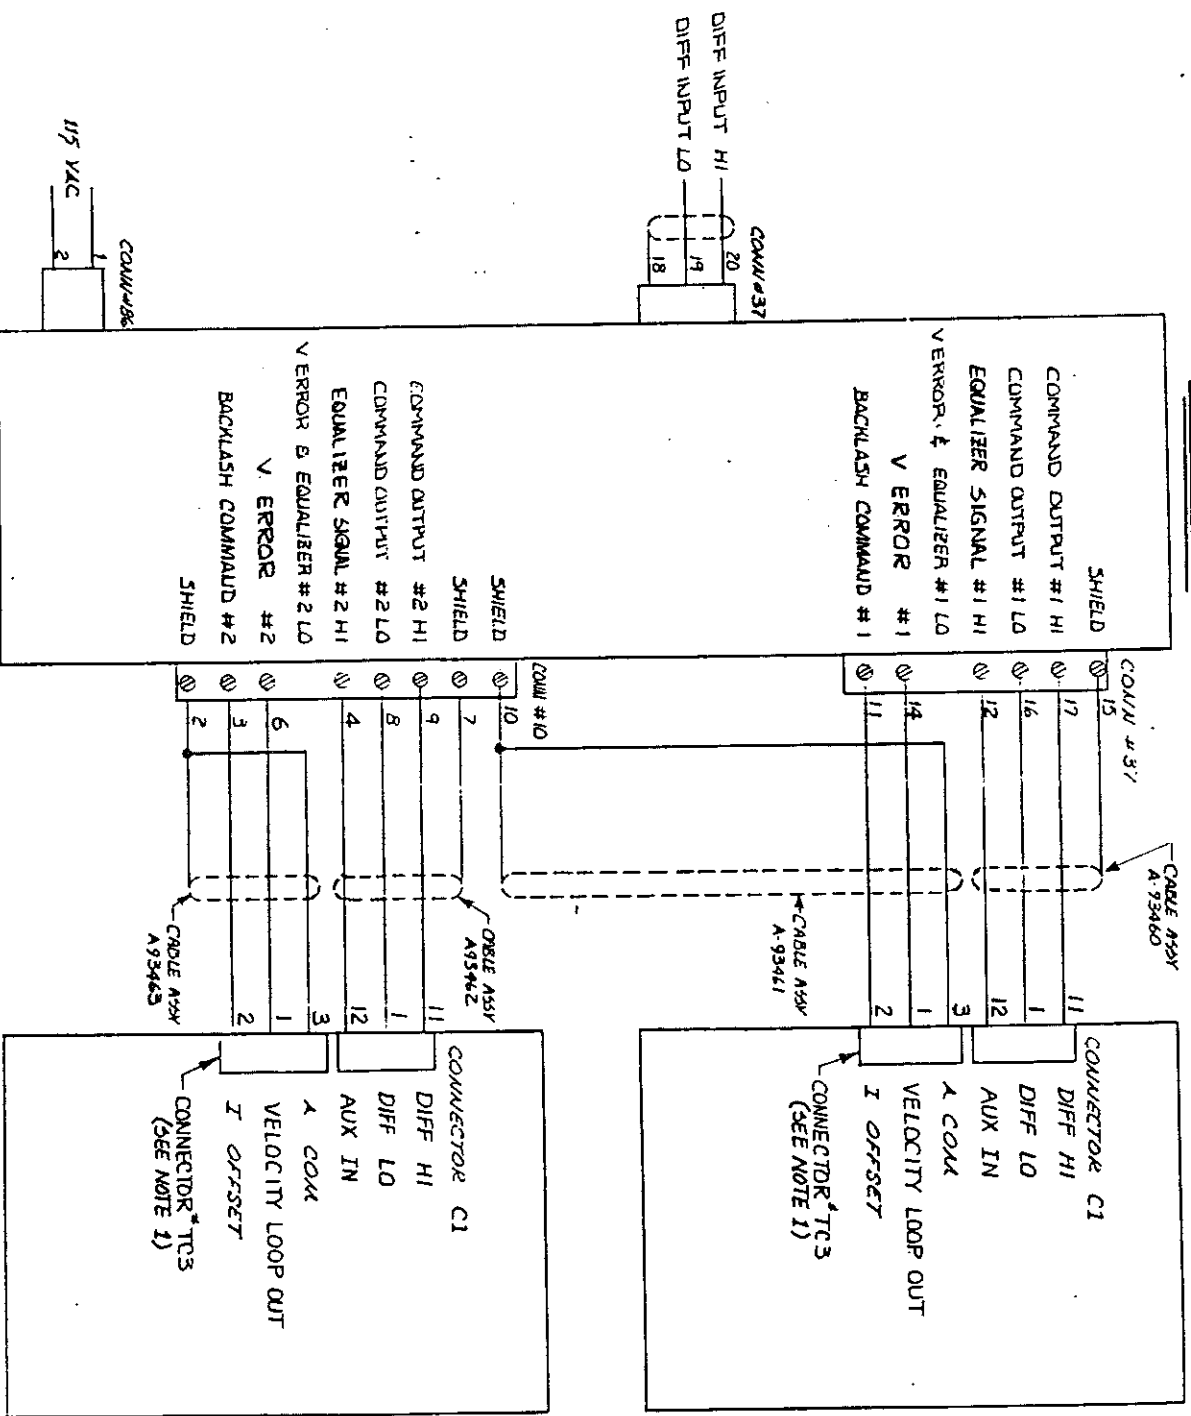 DIFF INPUT HI
DIFF INPUT LO
CONN#37
20
19
18
115 VAC
CONN#86
1
2
SHIELD
COMMAND OUTPUT #1 HI
COMMAND OUTPUT #1 LO
EQUALIZER SIGNAL #1 HI
V ERROR & EQUALIZER #1 LO
V ERROR #1
BACKLASH COMMAND #1
SHIELD
SHIELD
COMMAND OUTPUT #2 HI
COMMAND OUTPUT #2 LO
EQUALIZER SIGNAL #2 HI
V ERROR & EQUALIZER #2 LO
V. ERROR #2
BACKLASH COMMAND #2
SHIELD
CONN #37
15
17
16
12
14
11
CONN #10
10
7
9
8
4
6
3
2
CABLE ASSY
A-93460
CABLE ASSY
A-93461
CABLE ASSY
A93462
CABLE ASSY
A93463
11
1
12
3
1
2
CONNECTOR C1
DIFF HI
DIFF LO
AUX IN
COM
VELOCITY LOOP OUT
I OFFSET
CONNECTOR *TC3
(SEE NOTE 1)
11
1
12
3
1
2
CONNECTOR C1
DIFF HI
DIFF LO
AUX IN
COM
VELOCITY LOOP OUT
I OFFSET
CONNECTOR *TC3
(SEE NOTE 1)